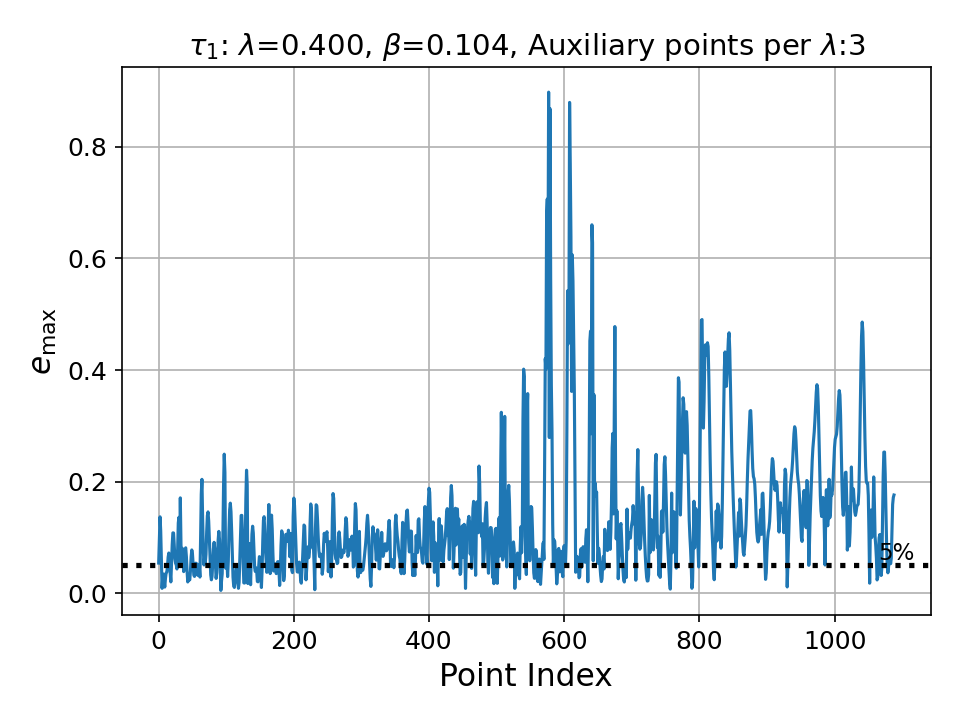 τ₁: λ=0.400, β=0.104, Auxiliary points per λ:3
0.8
0.6
0.4
0.2
0.0
e_max
5%
0 200 400 600 800 1000
Point Index